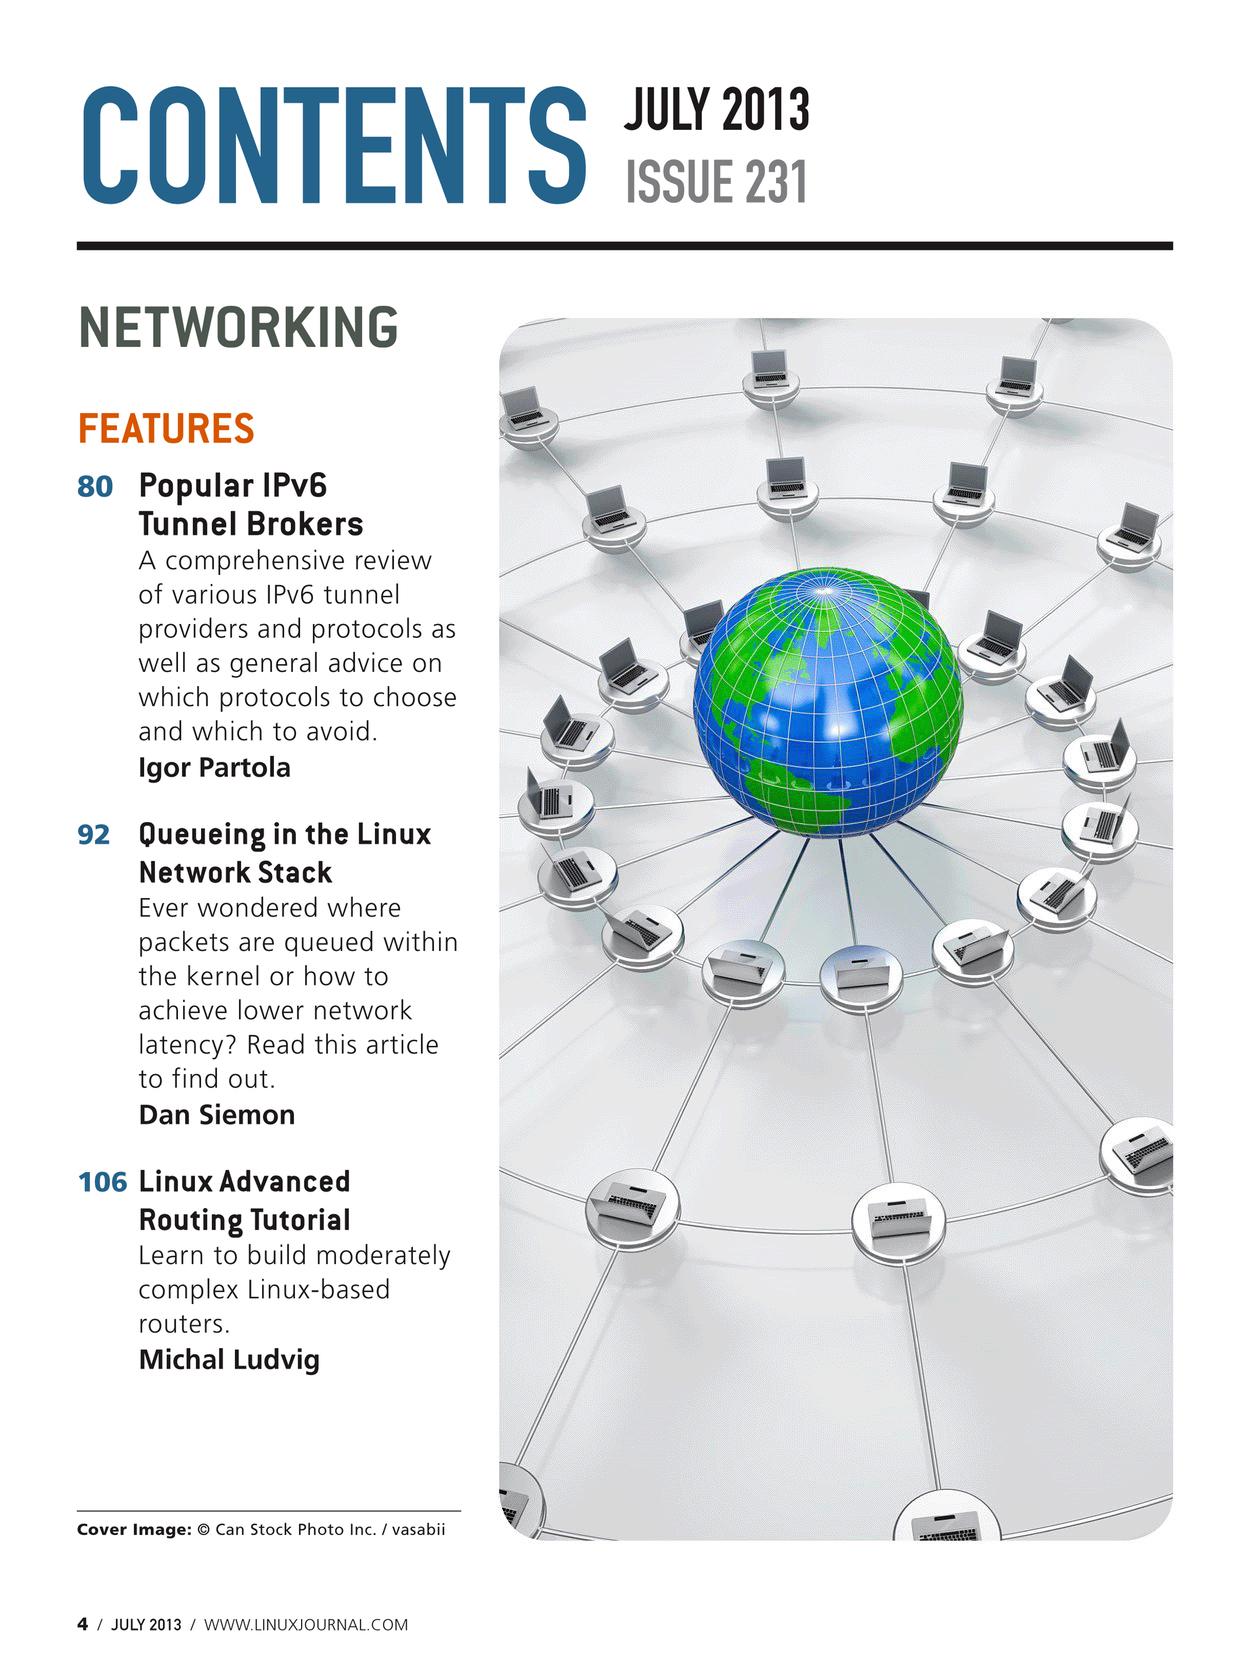 CONTENTS
JULY 2013
ISSUE 231
NETWORKING
FEATURES
80 Popular IPv6
Tunnel Brokers
A comprehensive review
of various IPv6 tunnel
providers and protocols as
well as general advice on
which protocols to choose
and which to avoid.
Igor Partola
92 Queueing in the Linux
Network Stack
Ever wondered where
packets are queued within
the kernel or how to
achieve lower network
latency? Read this article
to find out.
Dan Siemon
106 Linux Advanced
Routing Tutorial
Learn to build moderately
complex Linux-based
routers.
Michal Ludvig
Cover Image: © Can Stock Photo Inc. / vasabii
4 / JULY 2013 / WWW.LINUXJOURNAL.COM